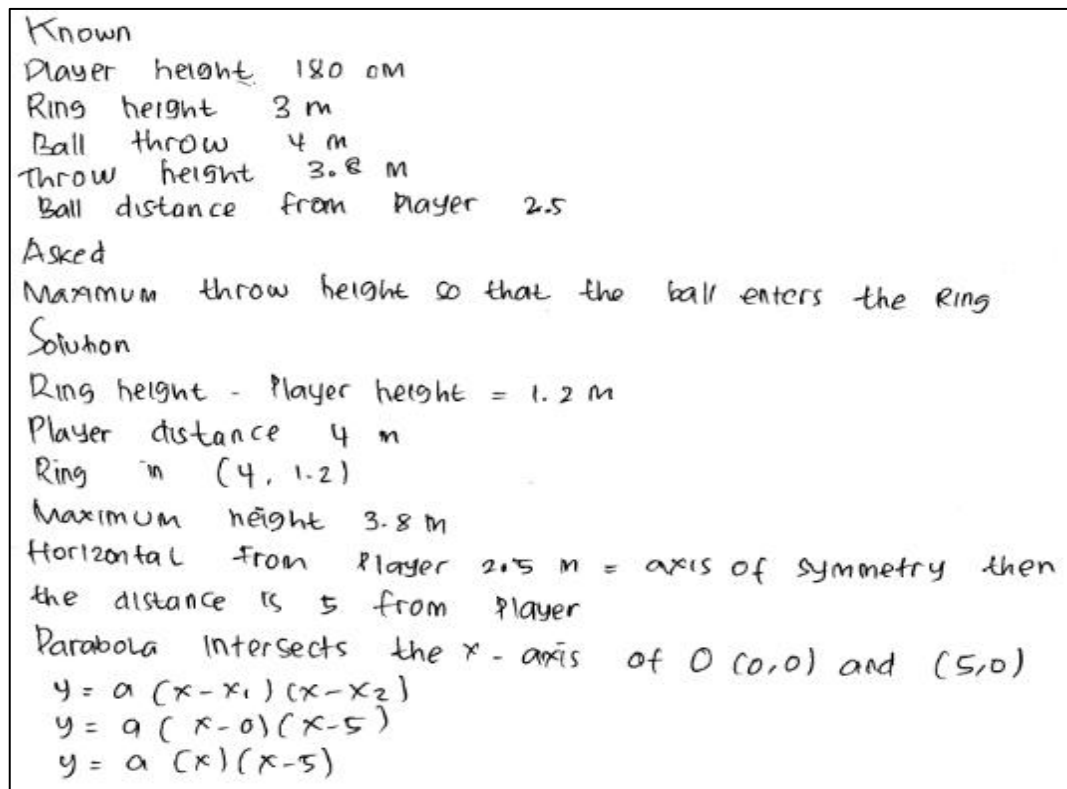 Known
Player height 180 cm
Ring height 3 m
Ball throw 4 m
Throw height 3.8 m
Ball distance from Player 2.5
Asked
Maximum throw height so that the ball enters the Ring
Solution
Ring height - Player height = 1.2 m
Player distance 4 m
Ring in (4, 1.2)
Maximum height 3.8 m
Horizontal From Player 2.5 m = axis of symmetry then
the distance is 5 from Player
Parabola Intersects the x-axis of O (0,0) and (5,0)
y = a (x-x₁)(x-x₂)
y = a (x-0)(x-5)
y = a (x)(x-5)